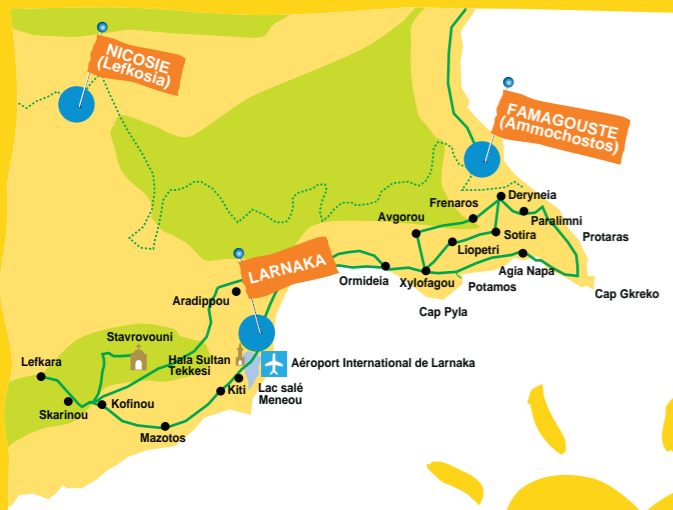 NICOSIE
(Lefkosia)
FAMAGOUSTE
(Ammochostos)
Deryneia
Frenaros
Paralimni
Avgorou
Sotira
Protaras
Liopetri
LARNAKA
Agia Napa
Ormideia
Xylofagou
Potamos
Cap Gkreko
Aradippou
Cap Pyla
Stavrovouni
Lefkara
Hala Sultan
Tekkesi
Aéroport International de Larnaka
Kiti
Lac salé
Meneou
Skarinou
Kofinou
Mazotos